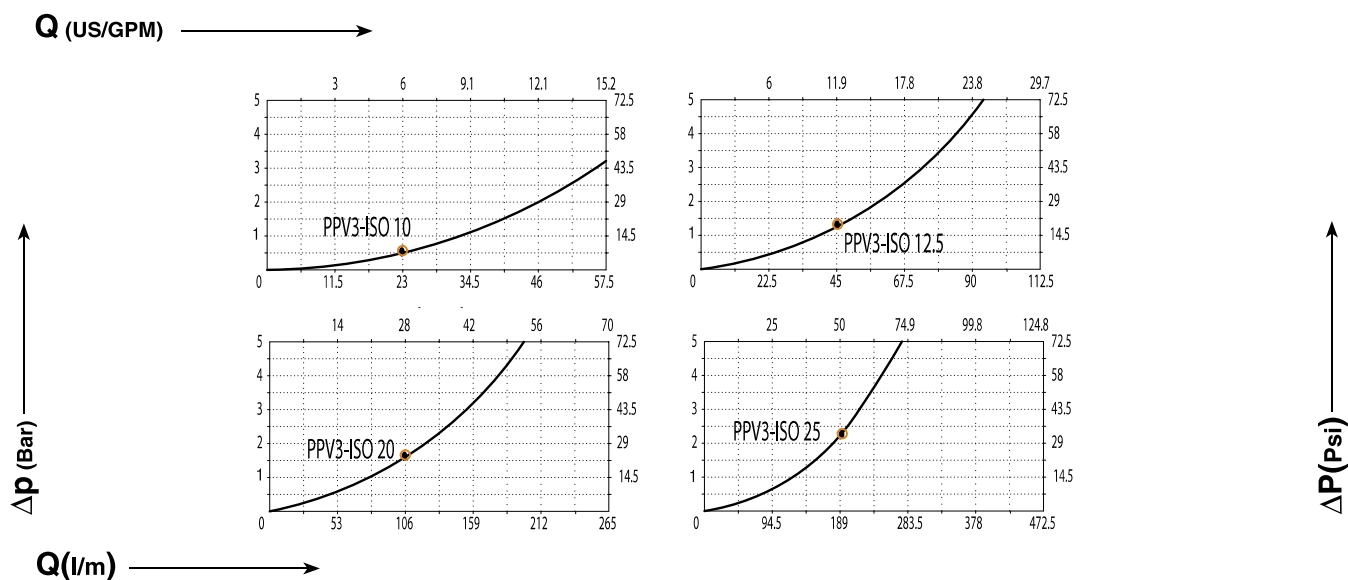 Q (US/GPM)
3 6 9.1 12.1 15.2
5 72.5
4 58
3 43.5
2 29
1 14.5
PPV3-ISO 10
0 11.5 23 34.5 46 57.5
6 11.9 17.8 23.8 29.7
5 72.5
4 58
3 43.5
2 29
1 14.5
PPV3-ISO 12.5
0 22.5 45 67.5 90 112.5
14 28 42 56 70
5 72.5
4 58
3 43.5
2 29
1 14.5
PPV3-ISO 20
0 53 106 159 212 265
25 50 74.9 99.8 124.8
5 72.5
4 58
3 43.5
2 29
1 14.5
PPV3-ISO 25
0 94.5 189 283.5 378 472.5
Δp (Bar)
ΔP(Psi)
Q(l/m)